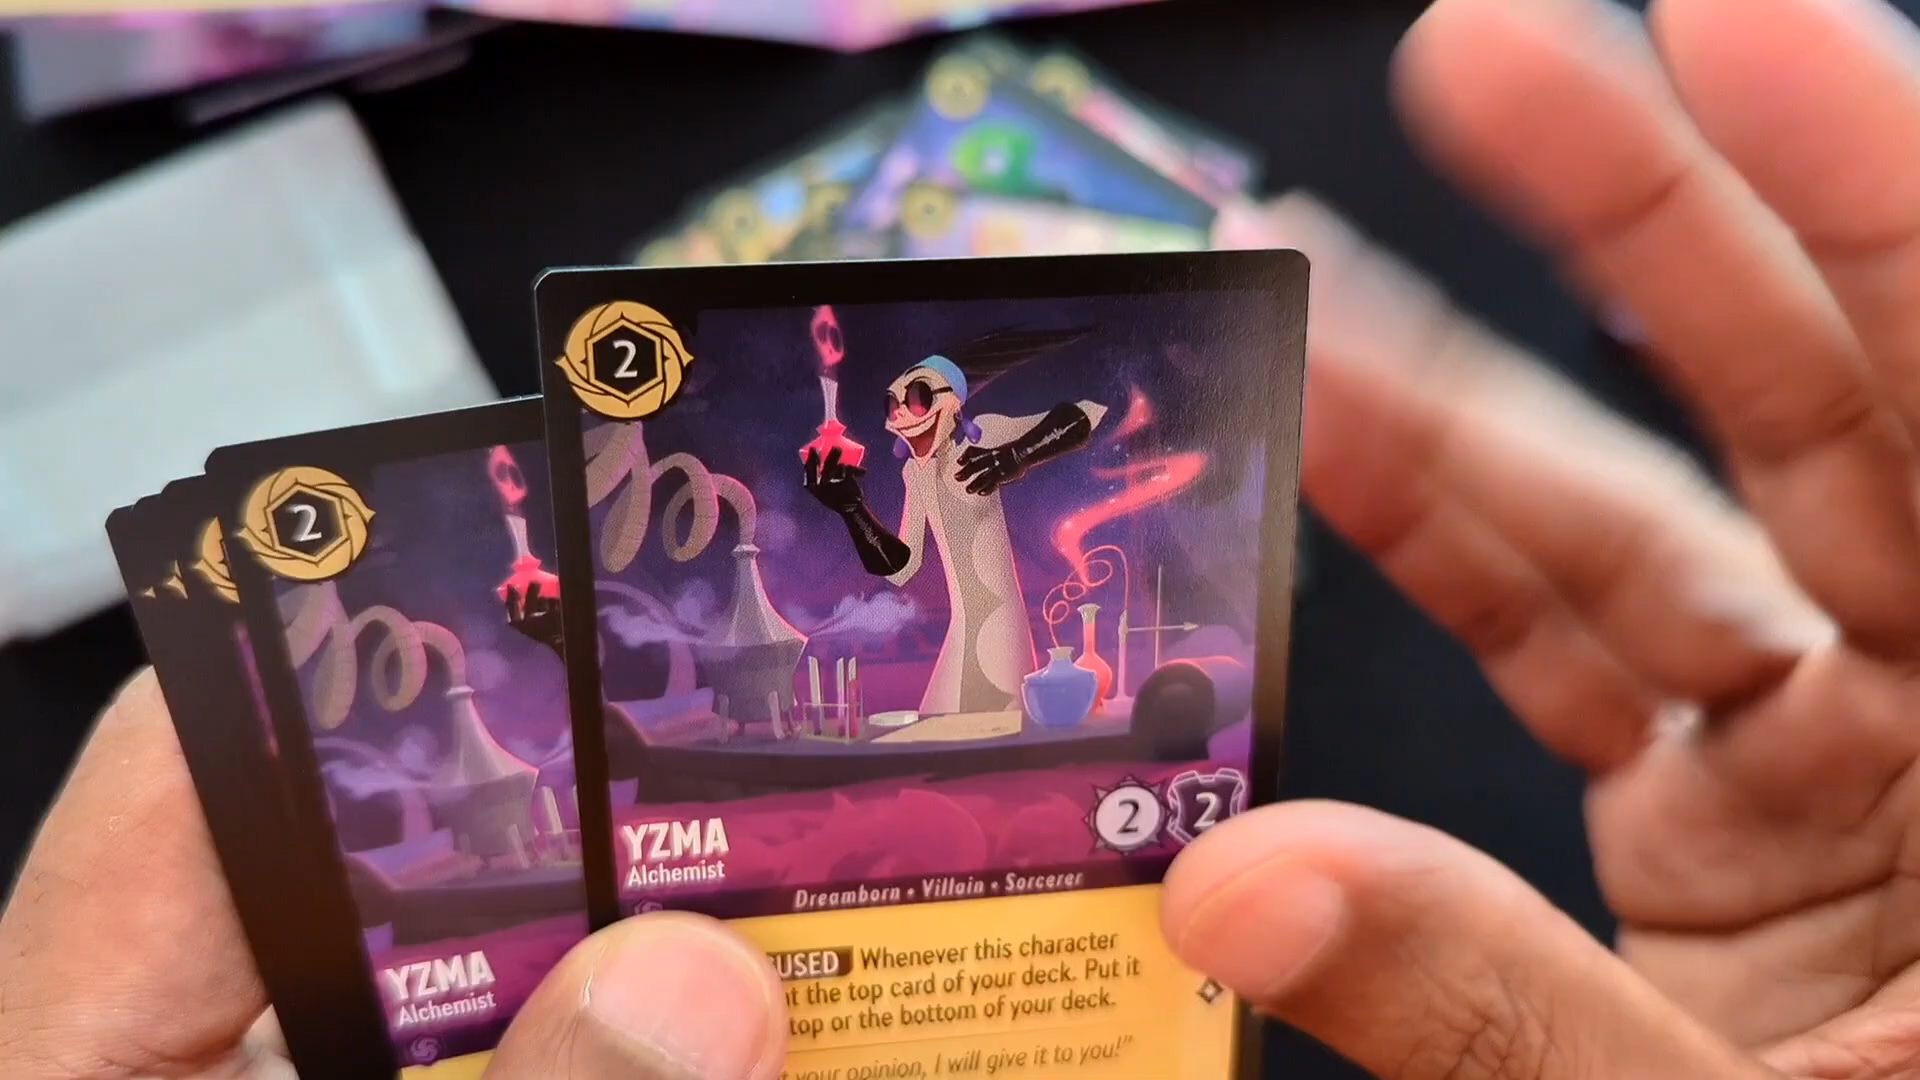 2
YZMA
Alchemist
2
2
Dreamborn • Villain • Sorcerer
Whenever this character
the top card of your deck. Put it
top or the bottom of your deck.
your opinion, I will give it to you!"
2
YZMA
Alchemist